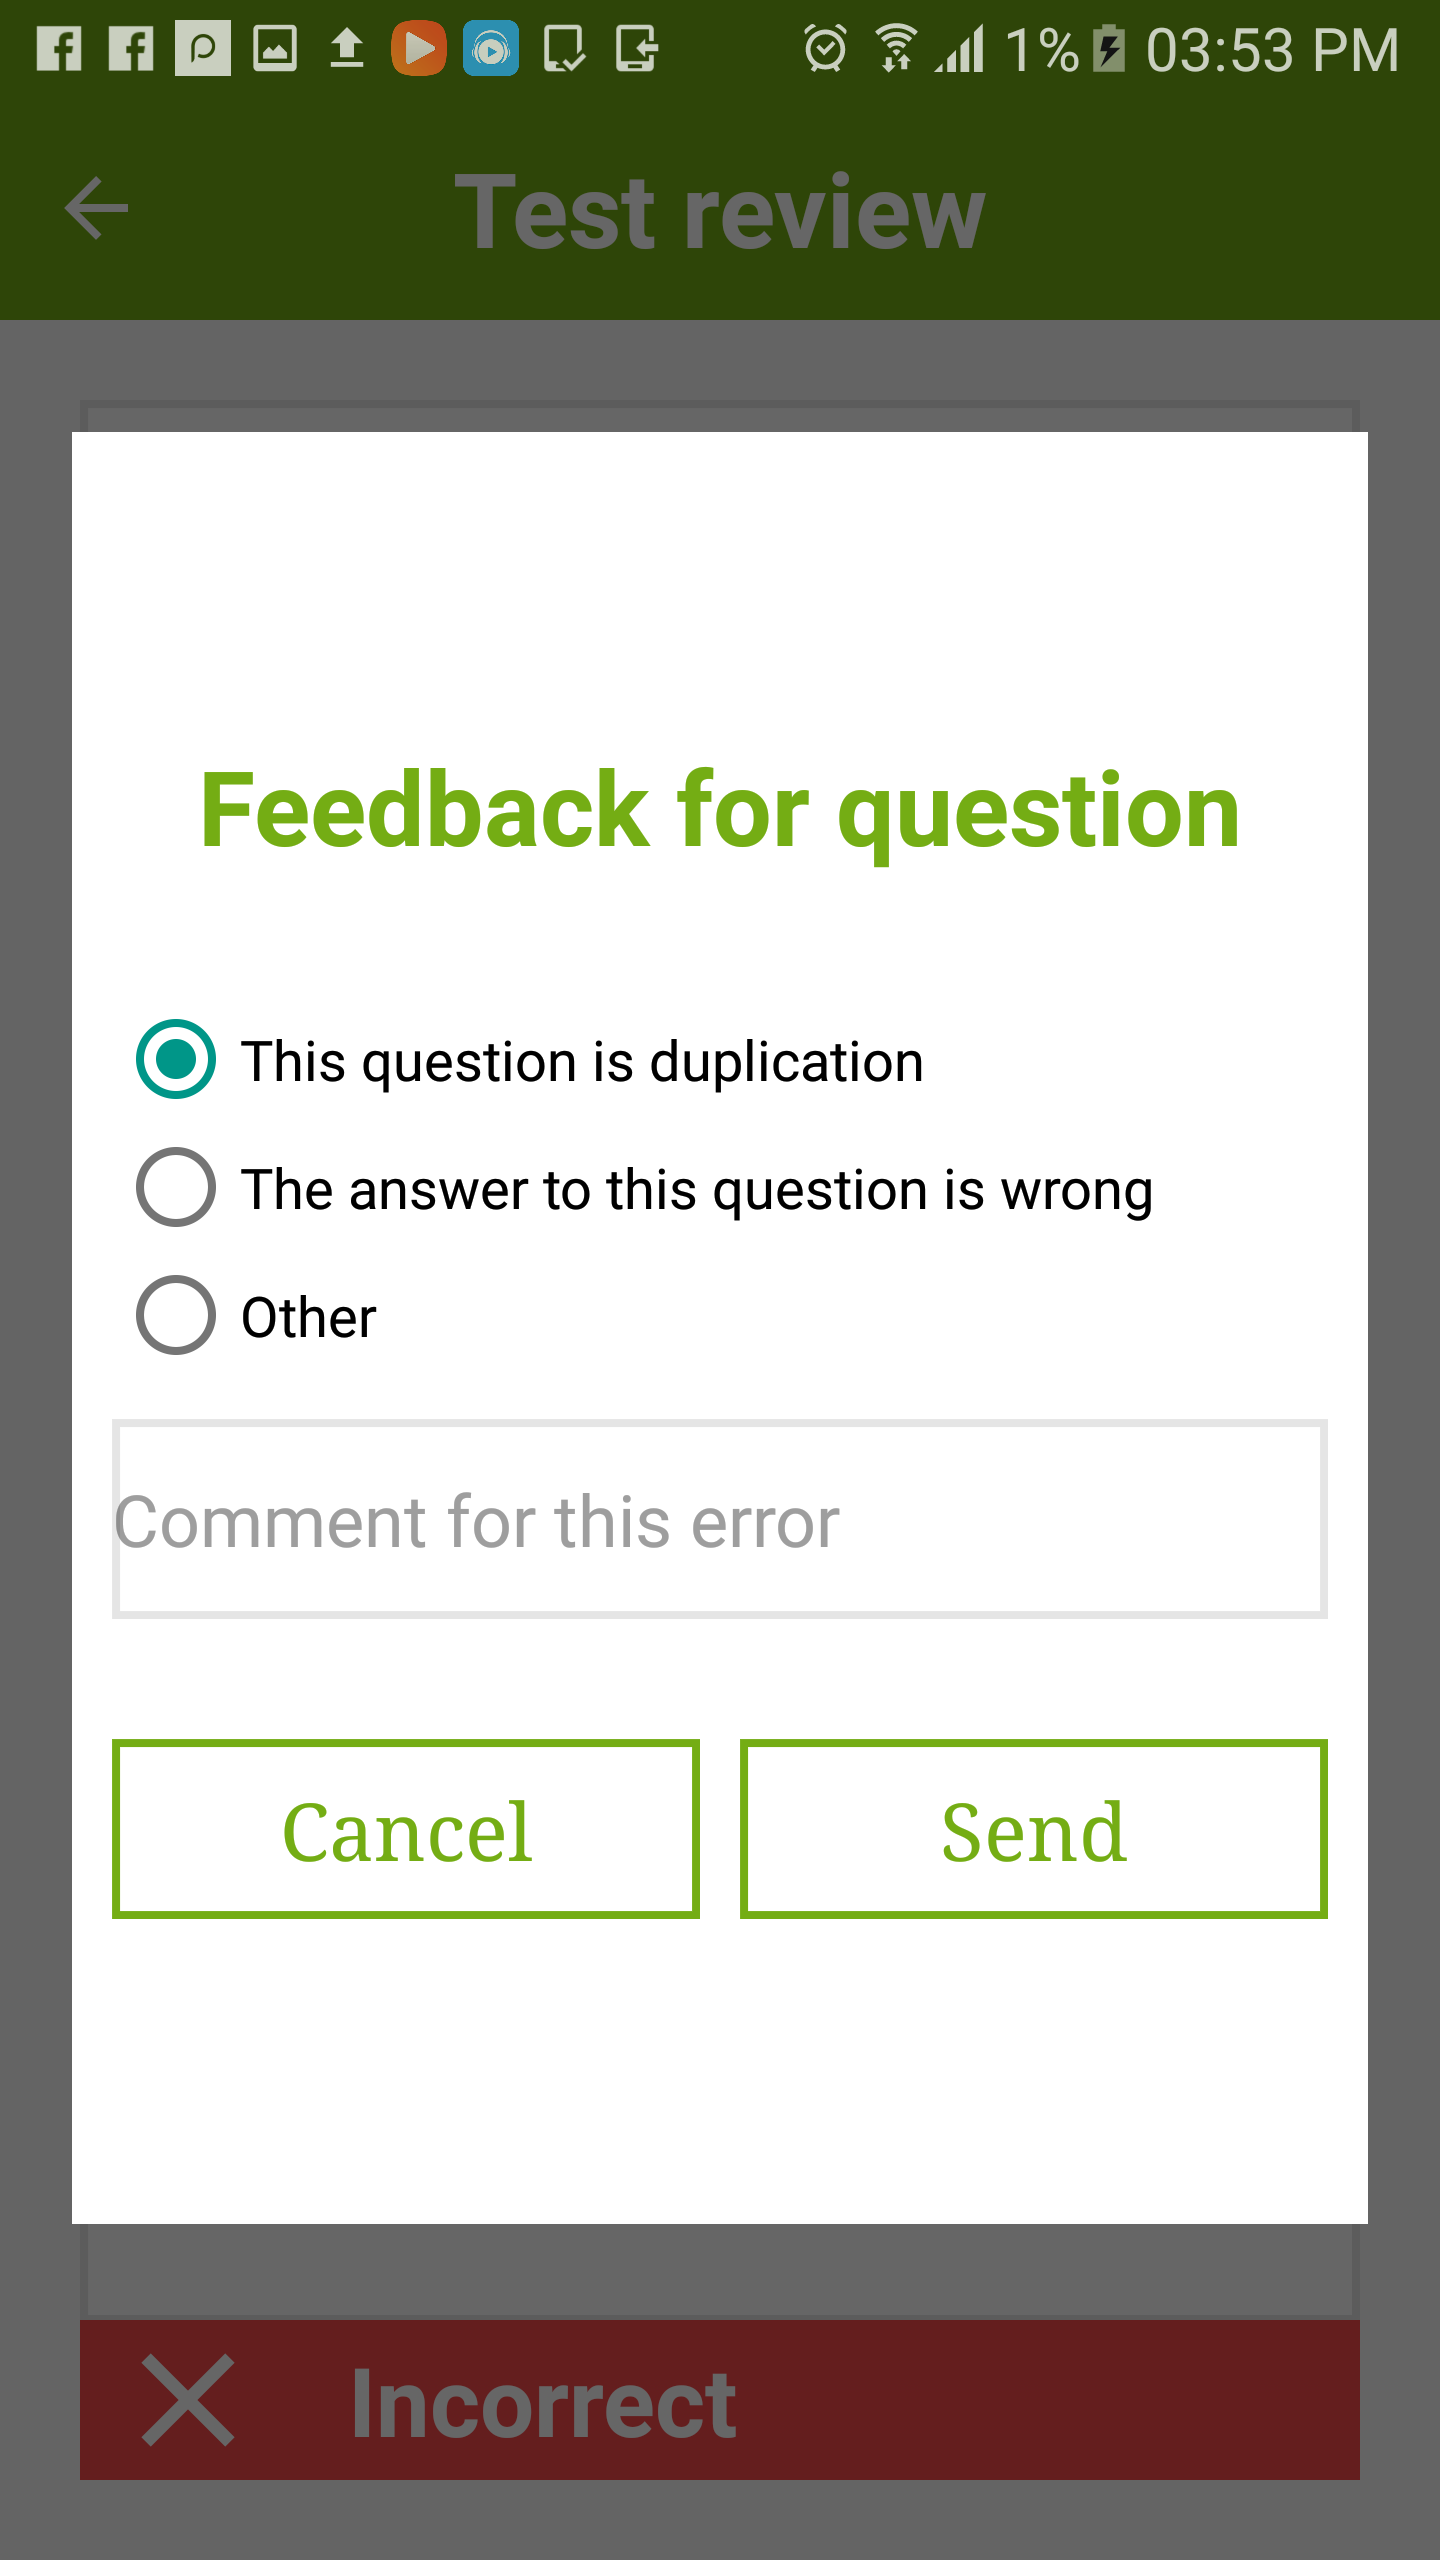 1% 03:53 PM
Test review
Feedback for question
This question is duplication
The answer to this question is wrong
Other
Comment for this error
Cancel Send
Incorrect